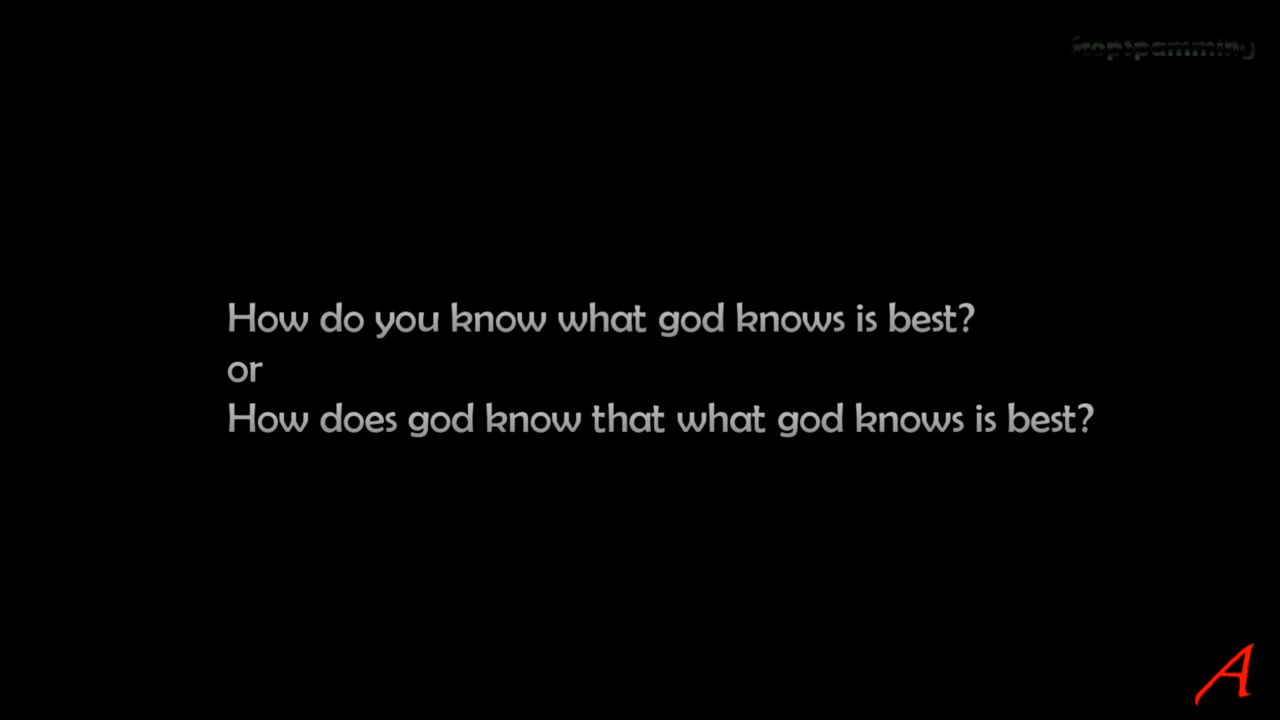 How do you know what god knows is best?
or
How does god know that what god knows is best?
A